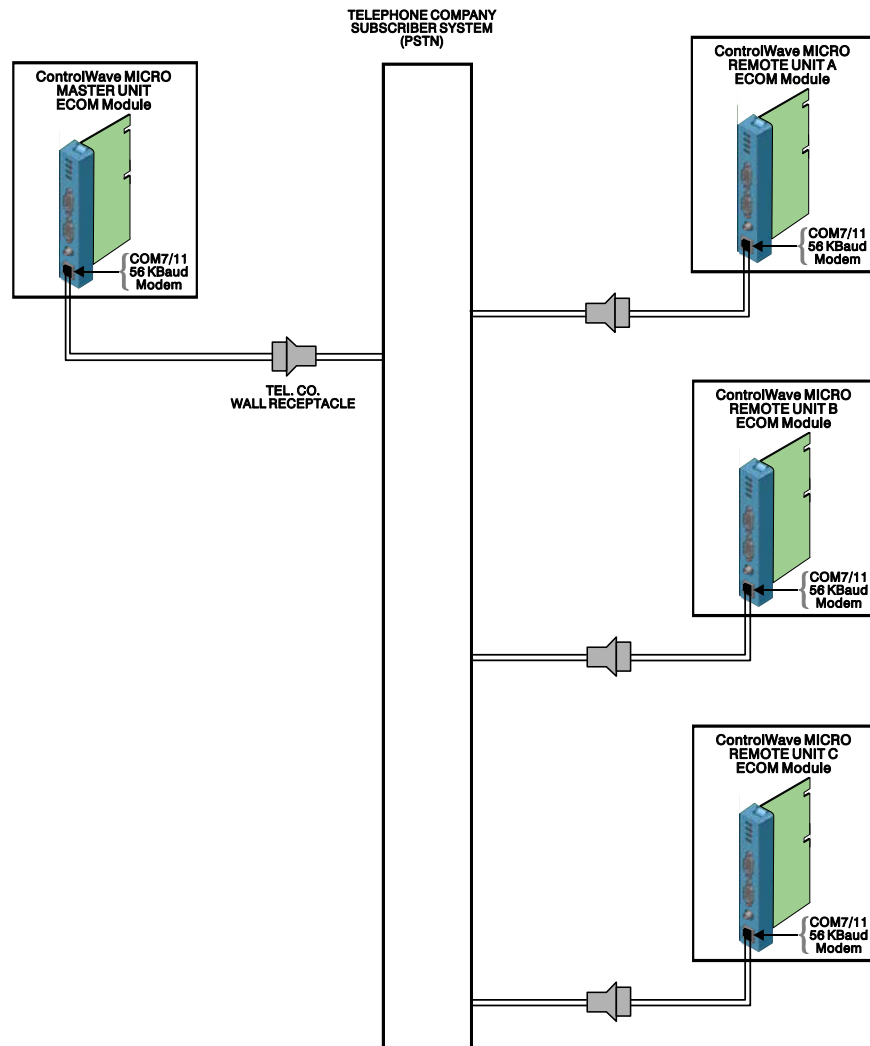 TELEPHONE COMPANY
SUBSCRIBER SYSTEM
(PSTN)
ControlWave MICRO
MASTER UNIT
ECOM Module
COM7/11
56 KBaud
Modem
TEL. CO.
WALL RECEPTACLE
ControlWave MICRO
REMOTE UNIT A
ECOM Module
COM7/11
56 KBaud
Modem
ControlWave MICRO
REMOTE UNIT B
ECOM Module
COM7/11
56 KBaud
Modem
ControlWave MICRO
REMOTE UNIT C
ECOM Module
COM7/11
56 KBaud
Modem